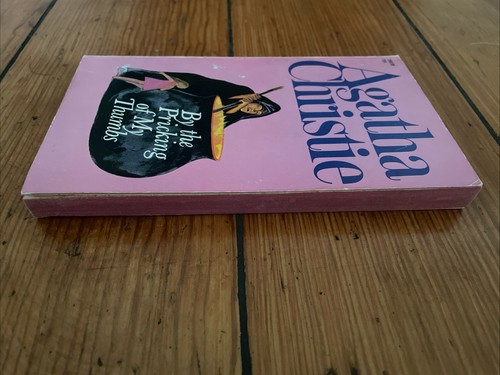 Agatha
Christie
By the
Pricking
of My
Thumbs